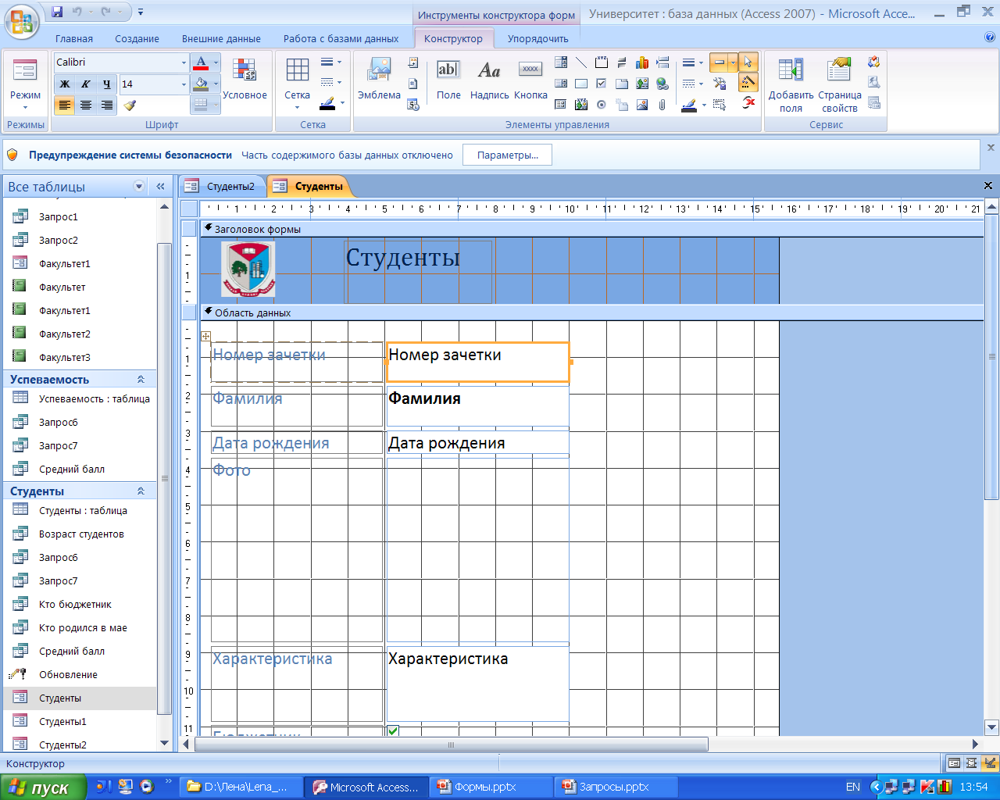 Инструменты конструктора форм
Университет : база данных (Access 2007) - Microsoft Acce...
Главная
Создание
Внешние данные
Работа с базами данных
Конструктор
Упорядочить
Calibri
Ж К Ч
14
Режим
Условное
Сетка
Эмблема
Поле
Надпись
Кнопка
Добавить поля
Страница свойств
Режимы
Шрифт
Сетка
Элементы управления
Сервис
Предупреждение системы безопасности
Часть содержимого базы данных отключено
Параметры...
Все таблицы
Запрос1
Запрос2
Факультет1
Факультет
Факультет1
Факультет2
Факультет3
Успеваемость
Успеваемость : таблица
Запрос6
Запрос7
Средний балл
Студенты
Студенты : таблица
Возраст студентов
Запрос6
Запрос7
Кто бюджетник
Кто родился в мае
Средний балл
Обновление
Студенты
Студенты1
Студенты2
Студенты2
Студенты
1 2 3 4 5 6 7 8 9 10 11 12 13 14 15 16 17 18 19 20 21
Заголовок формы
1
Студенты
Область данных
1
Номер зачетки
Номер зачетки
2
Фамилия
Фамилия
3
Дата рождения
Дата рождения
4
Фото
5
6
7
8
9
Характеристика
Характеристика
10
11
Бюджетник
Конструктор
пуск
D:\Лена\Lena_...
Microsoft Access...
Формы.pptx
Запросы.pptx
EN
13:54